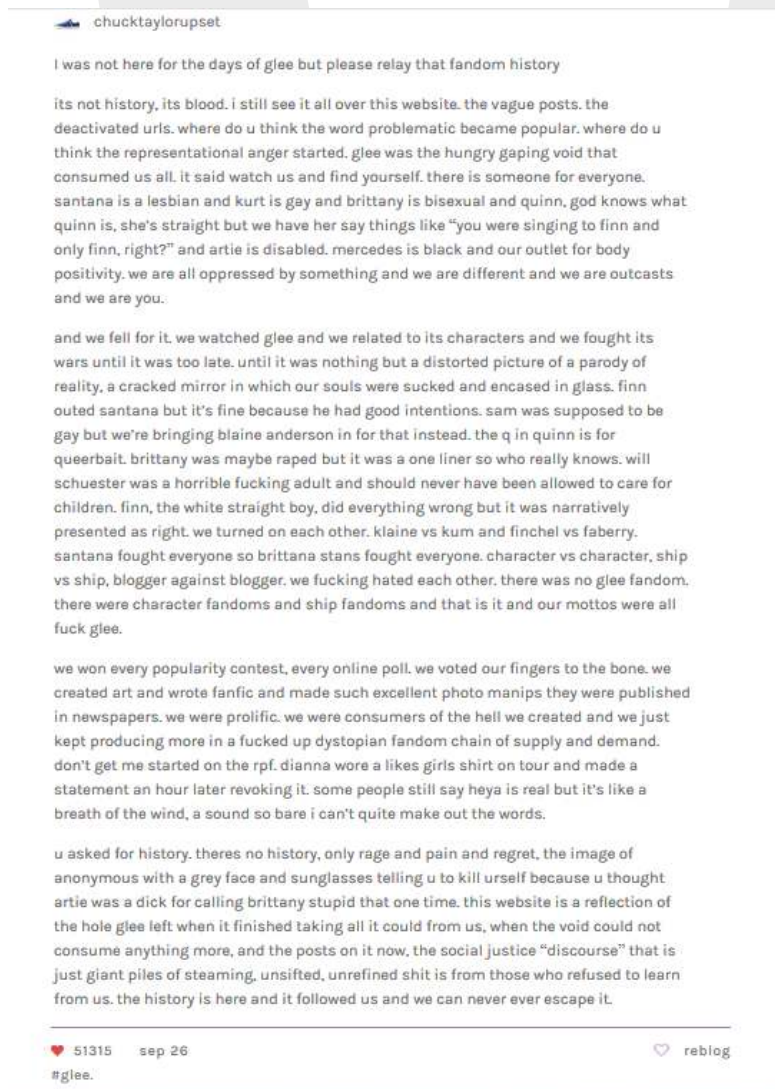 chucktaylorupset
I was not here for the days of glee but please relay that fandom history
its not history, its blood. i still see it all over this website. the vague posts. the
deactivated urls. where do u think the word problematic became popular. where do u
think the representational anger started. glee was the hungry gaping void that
consumed us all. it said watch us and find yourself. there is someone for everyone.
santana is a lesbian and kurt is gay and brittany is bisexual and quinn, god knows what
quinn is, she's straight but we have her say things like “you were singing to finn and
only finn, right?” and artie is disabled. mercedes is black and our outlet for body
positivity. we are all oppressed by something and we are different and we are outcasts
and we are you.
and we fell for it. we watched glee and we related to its characters and we fought its
wars until it was too late. until it was nothing but a distorted picture of a parody of
reality, a cracked mirror in which our souls were sucked and encased in glass. finn
outed santana but it's fine because he had good intentions. sam was supposed to be
gay but we're bringing blaine anderson in for that instead. the q in quinn is for
queerbait. brittany was maybe raped but it was a one liner so who really knows. will
schuester was a horrible fucking adult and should never have been allowed to care for
children. finn, the white straight boy, did everything wrong but it was narratively
presented as right. we turned on each other. klaine vs kum and finchel vs faberry.
santana fought everyone so brittana stans fought everyone. character vs character, ship
vs ship, blogger against blogger. we fucking hated each other. there was no glee fandom.
there were character fandoms and ship fandoms and that is it and our mottos were all
fuck glee.
we won every popularity contest, every online poll. we voted our fingers to the bone. we
created art and wrote fanfic and made such excellent photo manips they were published
in newspapers. we were prolific. we were consumers of the hell we created and we just
kept producing more in a fucked up dystopian fandom chain of supply and demand.
don't get me started on the rpf. dianna wore a likes girls shirt on tour and made a
statement an hour later revoking it. some people still say heya is real but it's like a
breath of the wind, a sound so bare i can't quite make out the words.
u asked for history. theres no history, only rage and pain and regret, the image of
anonymous with a grey face and sunglasses telling u to kill urself because u thought
artie was a dick for calling brittany stupid that one time. this website is a reflection of
the hole glee left when it finished taking all it could from us, when the void could not
consume anything more, and the posts on it now, the social justice “discourse” that is
just giant piles of steaming, unsifted, unrefined shit is from those who refused to learn
from us. the history is here and it followed us and we can never ever escape it.
51315 sep 26 reblog
#glee.